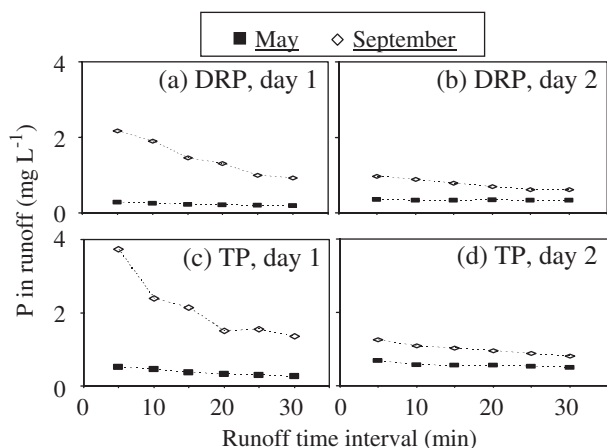 May September
4
(a) DRP, day 1
(b) DRP, day 2
2
0
4
(c) TP, day 1
(d) TP, day 2
2
0
0 10 20 30 0 10 20 30
P in runoff (mg L⁻¹)
Runoff time interval (min)